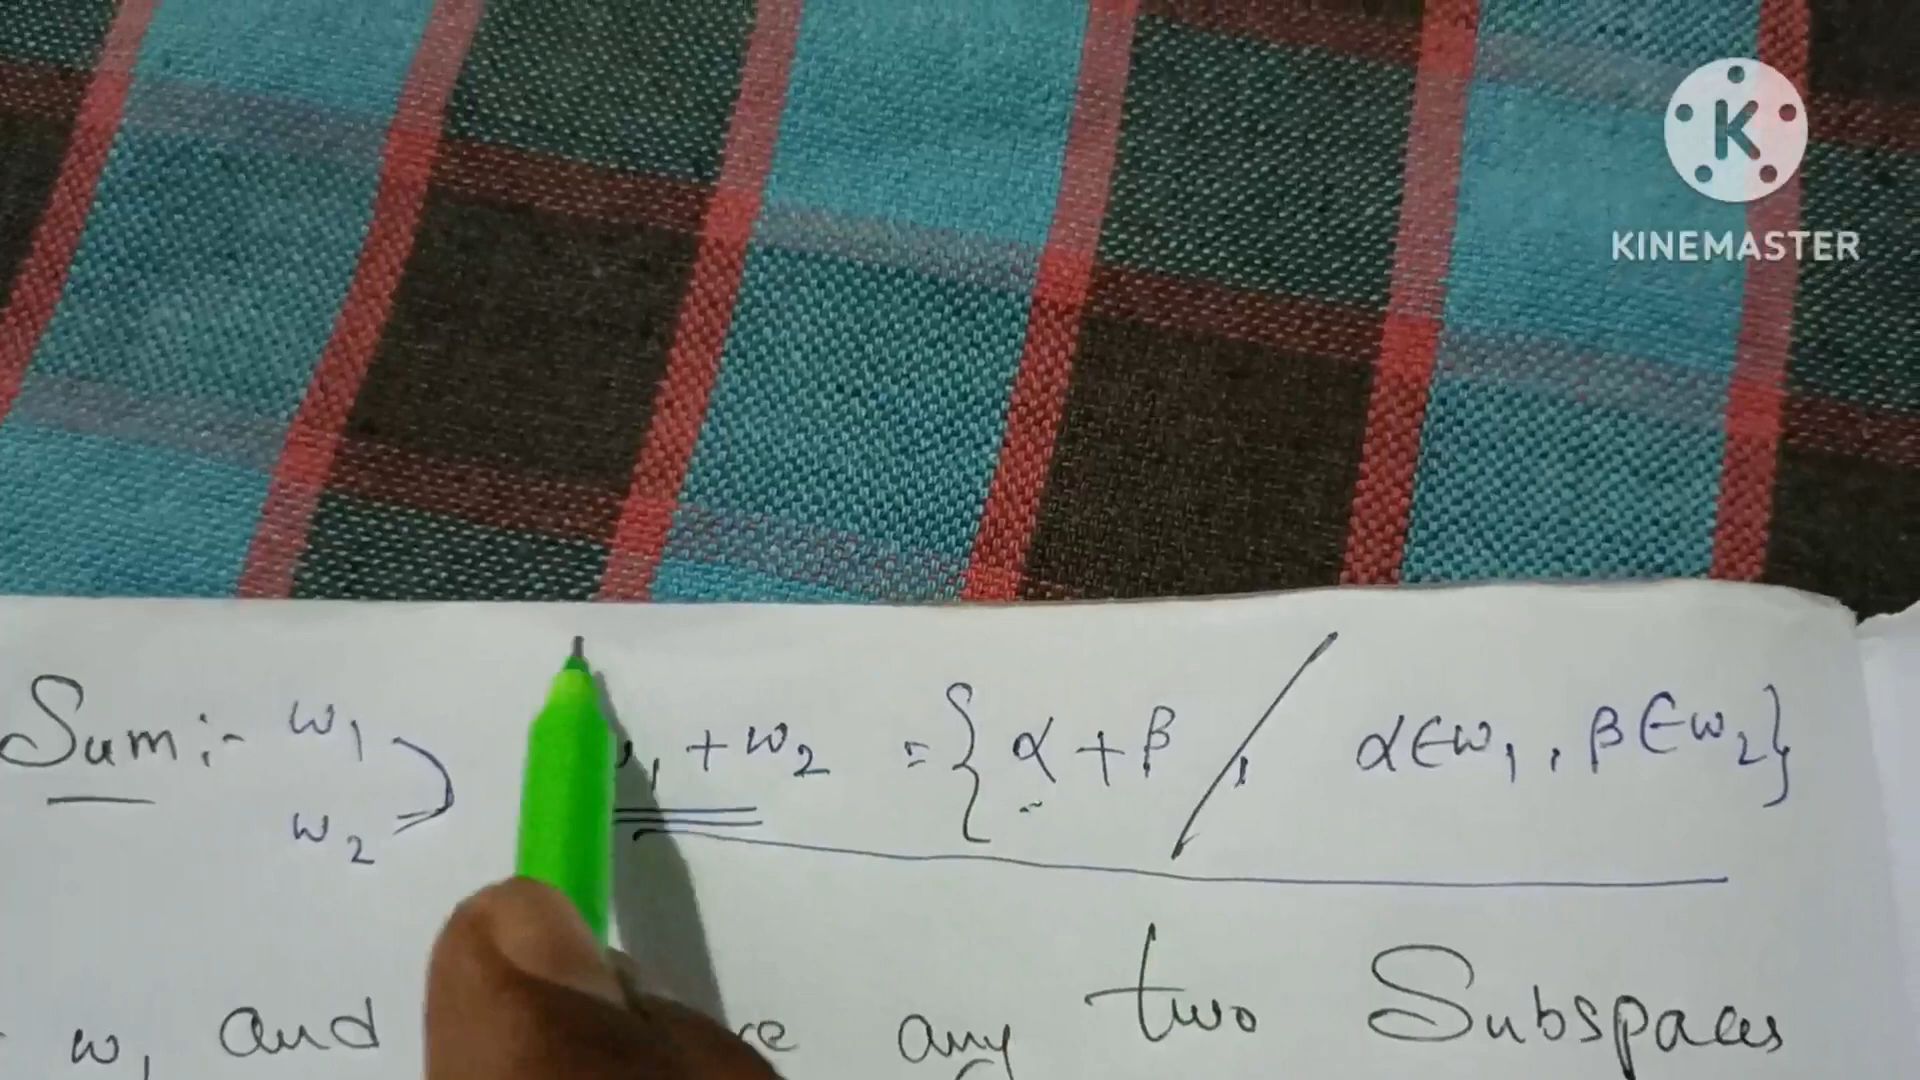 K
KINEMASTER
Sum :- w1 w2 + w2 = { α + β / α∈w1, β∈w2}
w1 and any two Subspaces